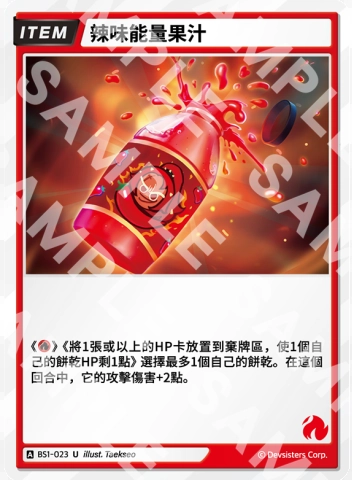 ITEM 辣味能量果汁
SAMPLE
《》《將1張或以上的HP卡放置到棄牌區，使1個自
己的餅乾HP剩1點》選擇最多1個自己的餅乾。在這個
回合中，它的攻擊傷害+2點。
A BS1-023 U illust. Taekseo
© Devsisters Corp.